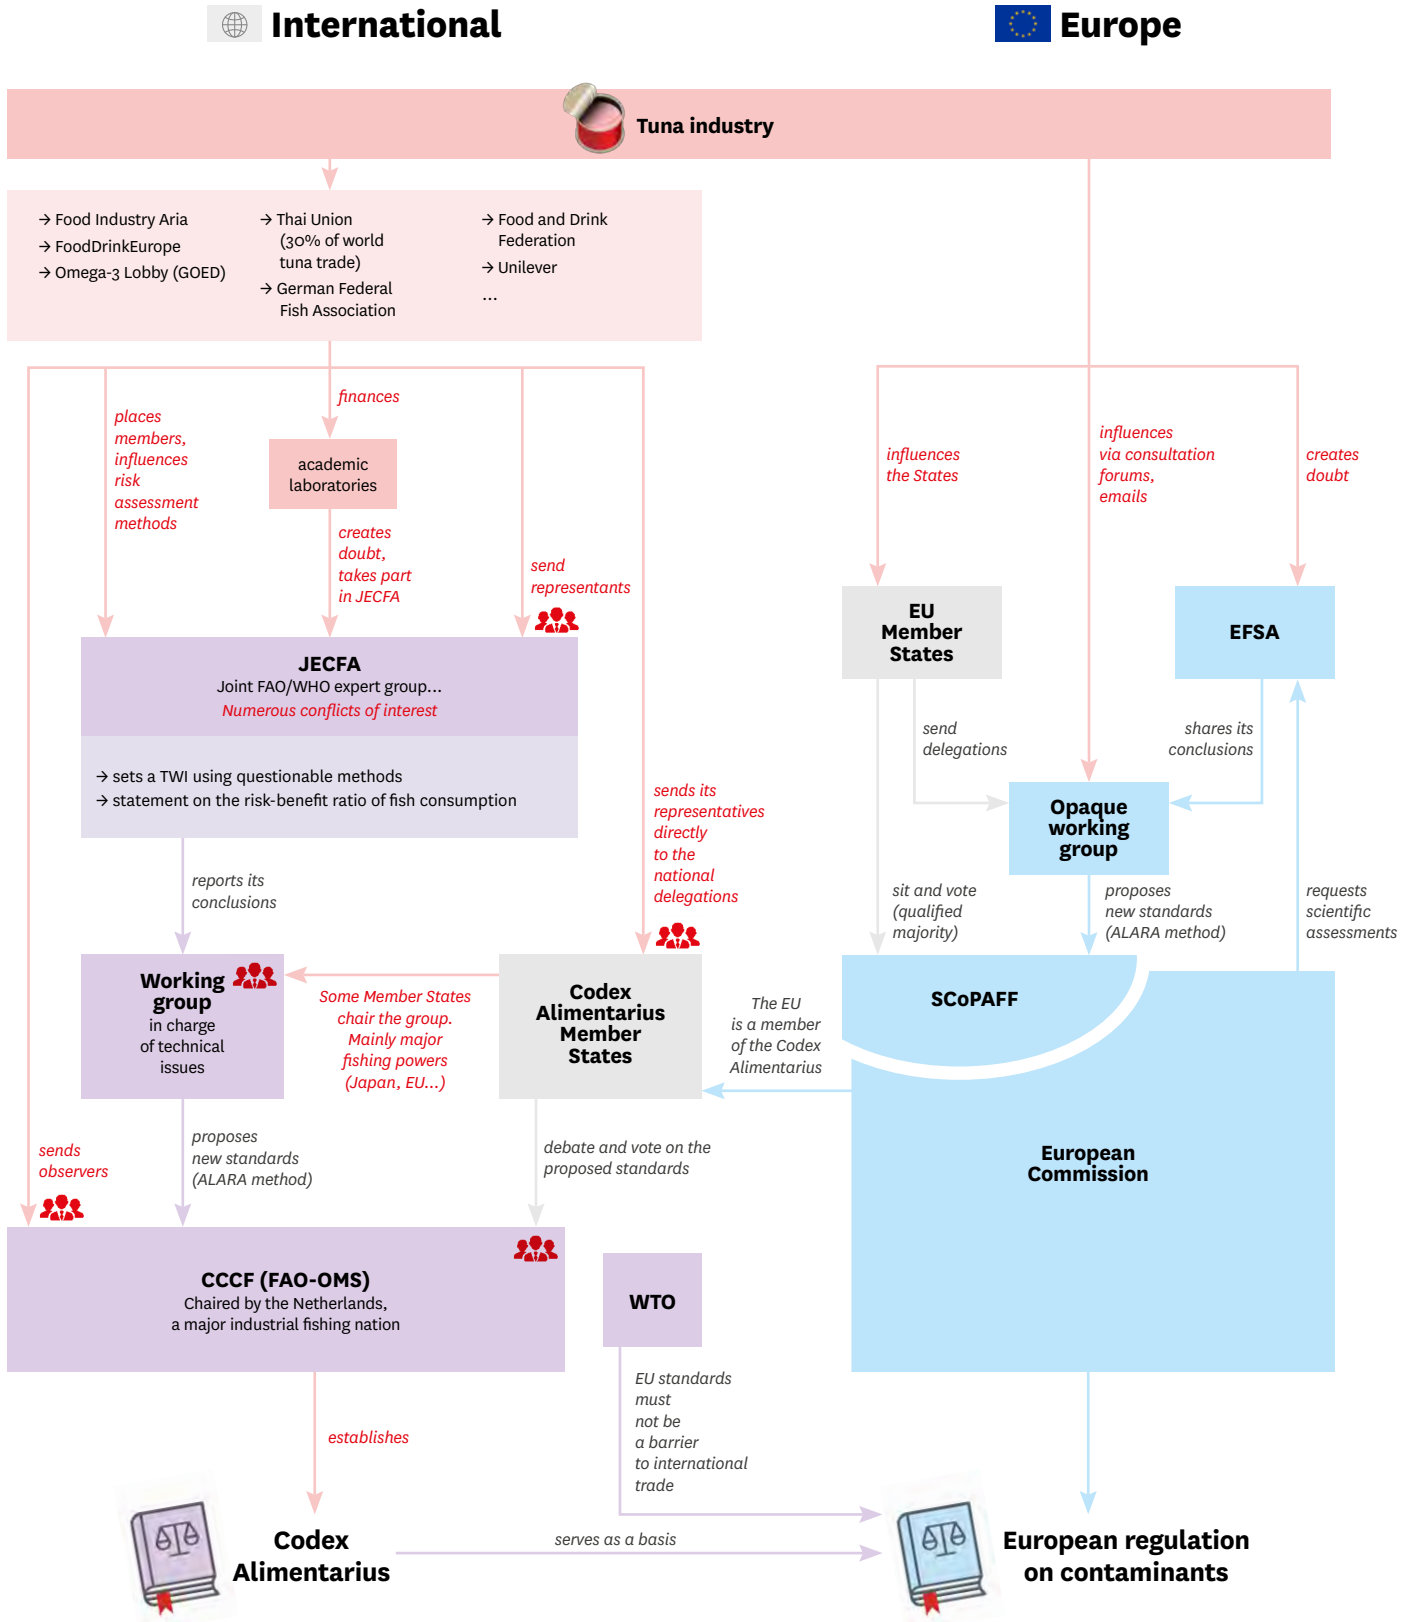 International
Europe
Tuna industry
→ Food Industry Aria
→ FoodDrinkEurope
→ Omega-3 Lobby (GOED)
→ Thai Union
(30% of world
tuna trade)
→ German Federal
Fish Association
→ Food and Drink
Federation
→ Unilever
...
places
members,
influences
risk
assessment
methods
finances
academic
laboratories
creates
doubt,
takes part
in JECFA
send
representants
influences
the States
influences
via consultation
forums,
emails
creates
doubt
JECFA
Joint FAO/WHO expert group...
Numerous conflicts of interest
→ sets a TWI using questionable methods
→ statement on the risk-benefit ratio of fish consumption
EU
Member
States
EFSA
send
delegations
shares its
conclusions
Opaque
working
group
sends its
representatives
directly
to the
national
delegations
reports its
conclusions
sit and vote
(qualified
majority)
proposes
new standards
(ALARA method)
requests
scientific
assessments
Working
group
in charge
of technical
issues
Some Member States
chair the group.
Mainly major
fishing powers
(Japan, EU...)
Codex
Alimentarius
Member
States
The EU
is a member
of the Codex
Alimentarius
SCoPAFF
European
Commission
sends
observers
proposes
new standards
(ALARA method)
debate and vote on the
proposed standards
CCCF (FAO-OMS)
Chaired by the Netherlands,
a major industrial fishing nation
WTO
EU standards
must
not be
a barrier
to international
trade
establishes
Codex
Alimentarius
serves as a basis
European regulation
on contaminants